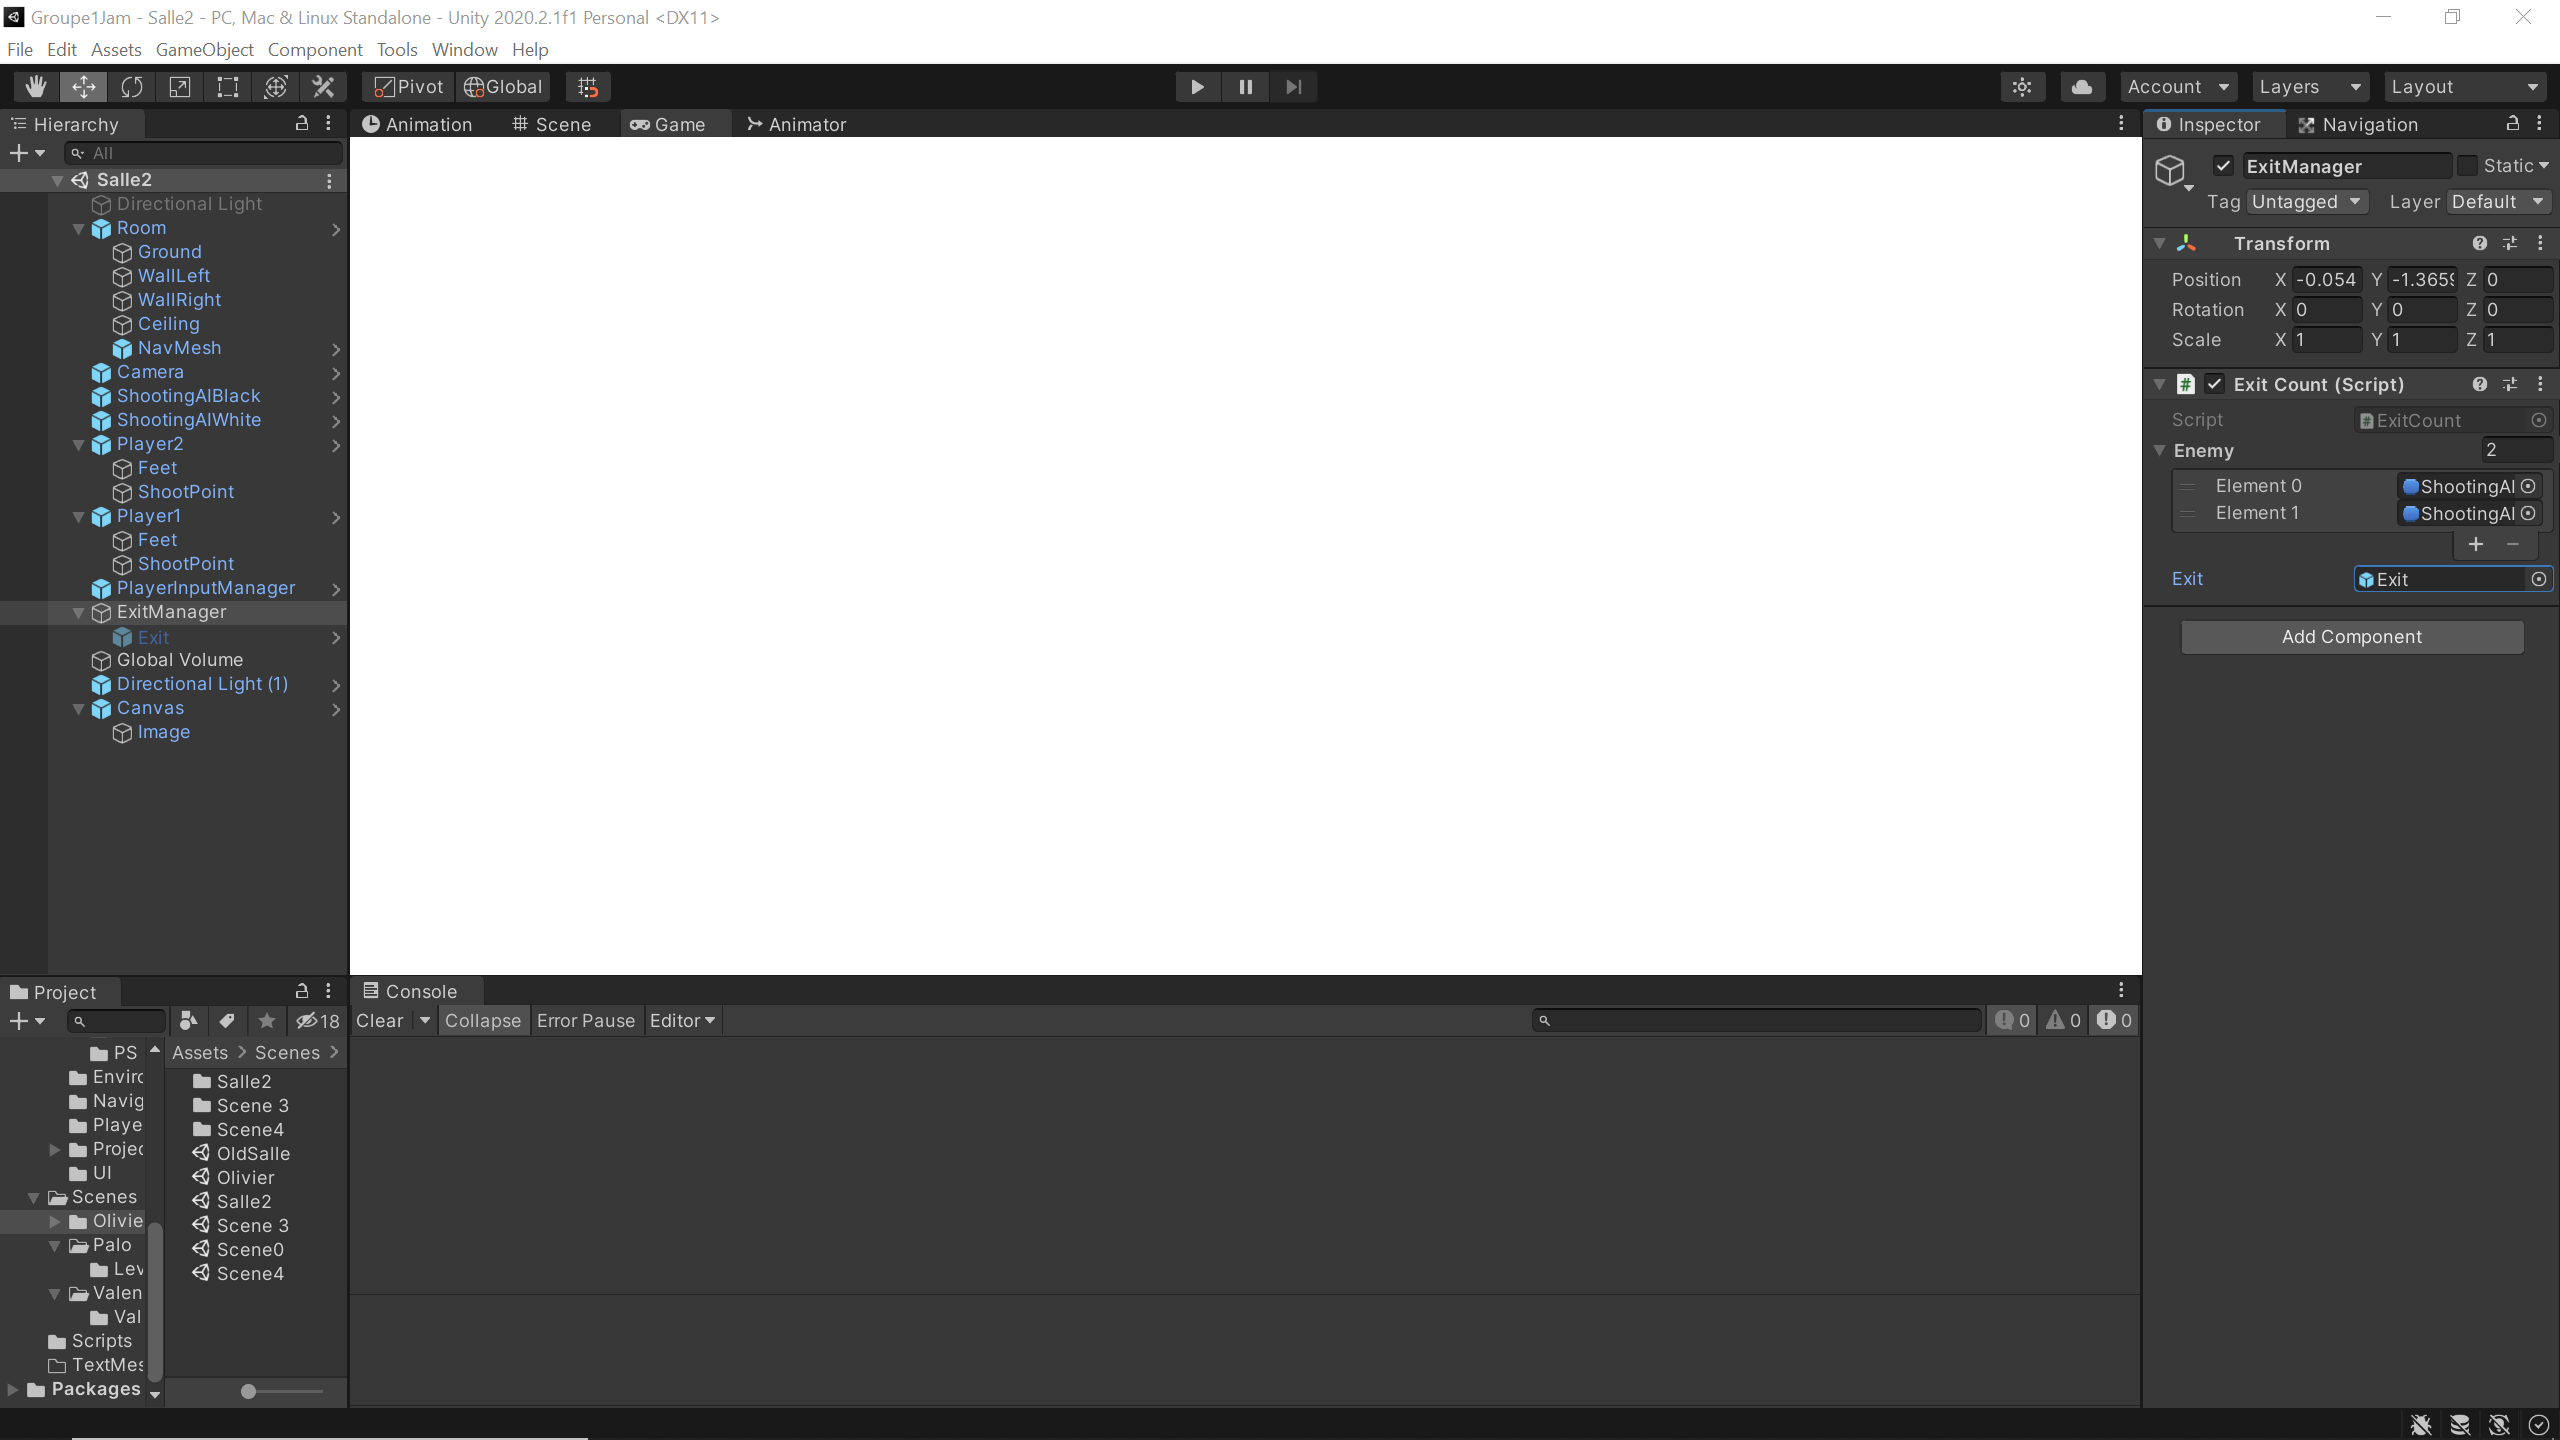 Groupe1Jam - Salle2 - PC, Mac & Linux Standalone - Unity 2020.2.1f1 Personal <DX11>
File Edit Assets GameObject Component Tools Window Help
Pivot Global Account Layers Layout
Hierarchy
All
Salle2
Directional Light
Room
Ground
WallLeft
WallRight
Ceiling
NavMesh
Camera
ShootingAIBlack
ShootingAIWhite
Player2
Feet
ShootPoint
Player1
Feet
ShootPoint
PlayerInputManager
ExitManager
Exit
Global Volume
Directional Light (1)
Canvas
Image
Animation Scene Game Animator
Inspector Navigation
ExitManager Static
Tag Untagged Layer Default
Transform
Position X -0.054 Y -1.3659 Z 0
Rotation X 0 Y 0 Z 0
Scale X 1 Y 1 Z 1
# Exit Count (Script)
Script # ExitCount
Enemy 2
Element 0 ShootingAI
Element 1 ShootingAI
+ −
Exit Exit
Add Component
Project
18
PS
Enviro
Navig
Playe
Projec
UI
Scenes
Olivie
Palo
Lev
Valen
Val
Scripts
TextMes
Packages
Assets > Scenes >
Salle2
Scene 3
Scene4
OldSalle
Olivier
Salle2
Scene 3
Scene0
Scene4
Console
Clear Collapse Error Pause Editor 0 0 0